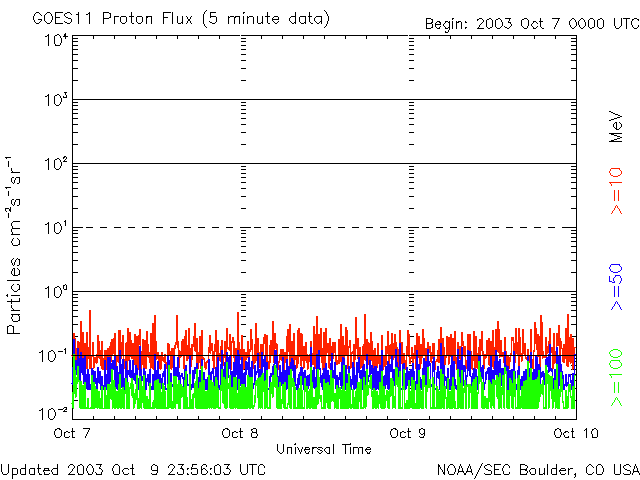 GOES11 Proton Flux (5 minute data)
Begin: 2003 Oct 7 0000 UTC
Particles cm⁻²s⁻¹sr⁻¹
10⁴
10³
10²
10¹
10⁰
10⁻¹
10⁻²
Oct 7
Oct 8
Oct 9
Oct 10
Universal Time
MeV
>=10
>=50
>=100
Updated 2003 Oct 9 23:56:03 UTC
NOAA/SEC Boulder, CO USA